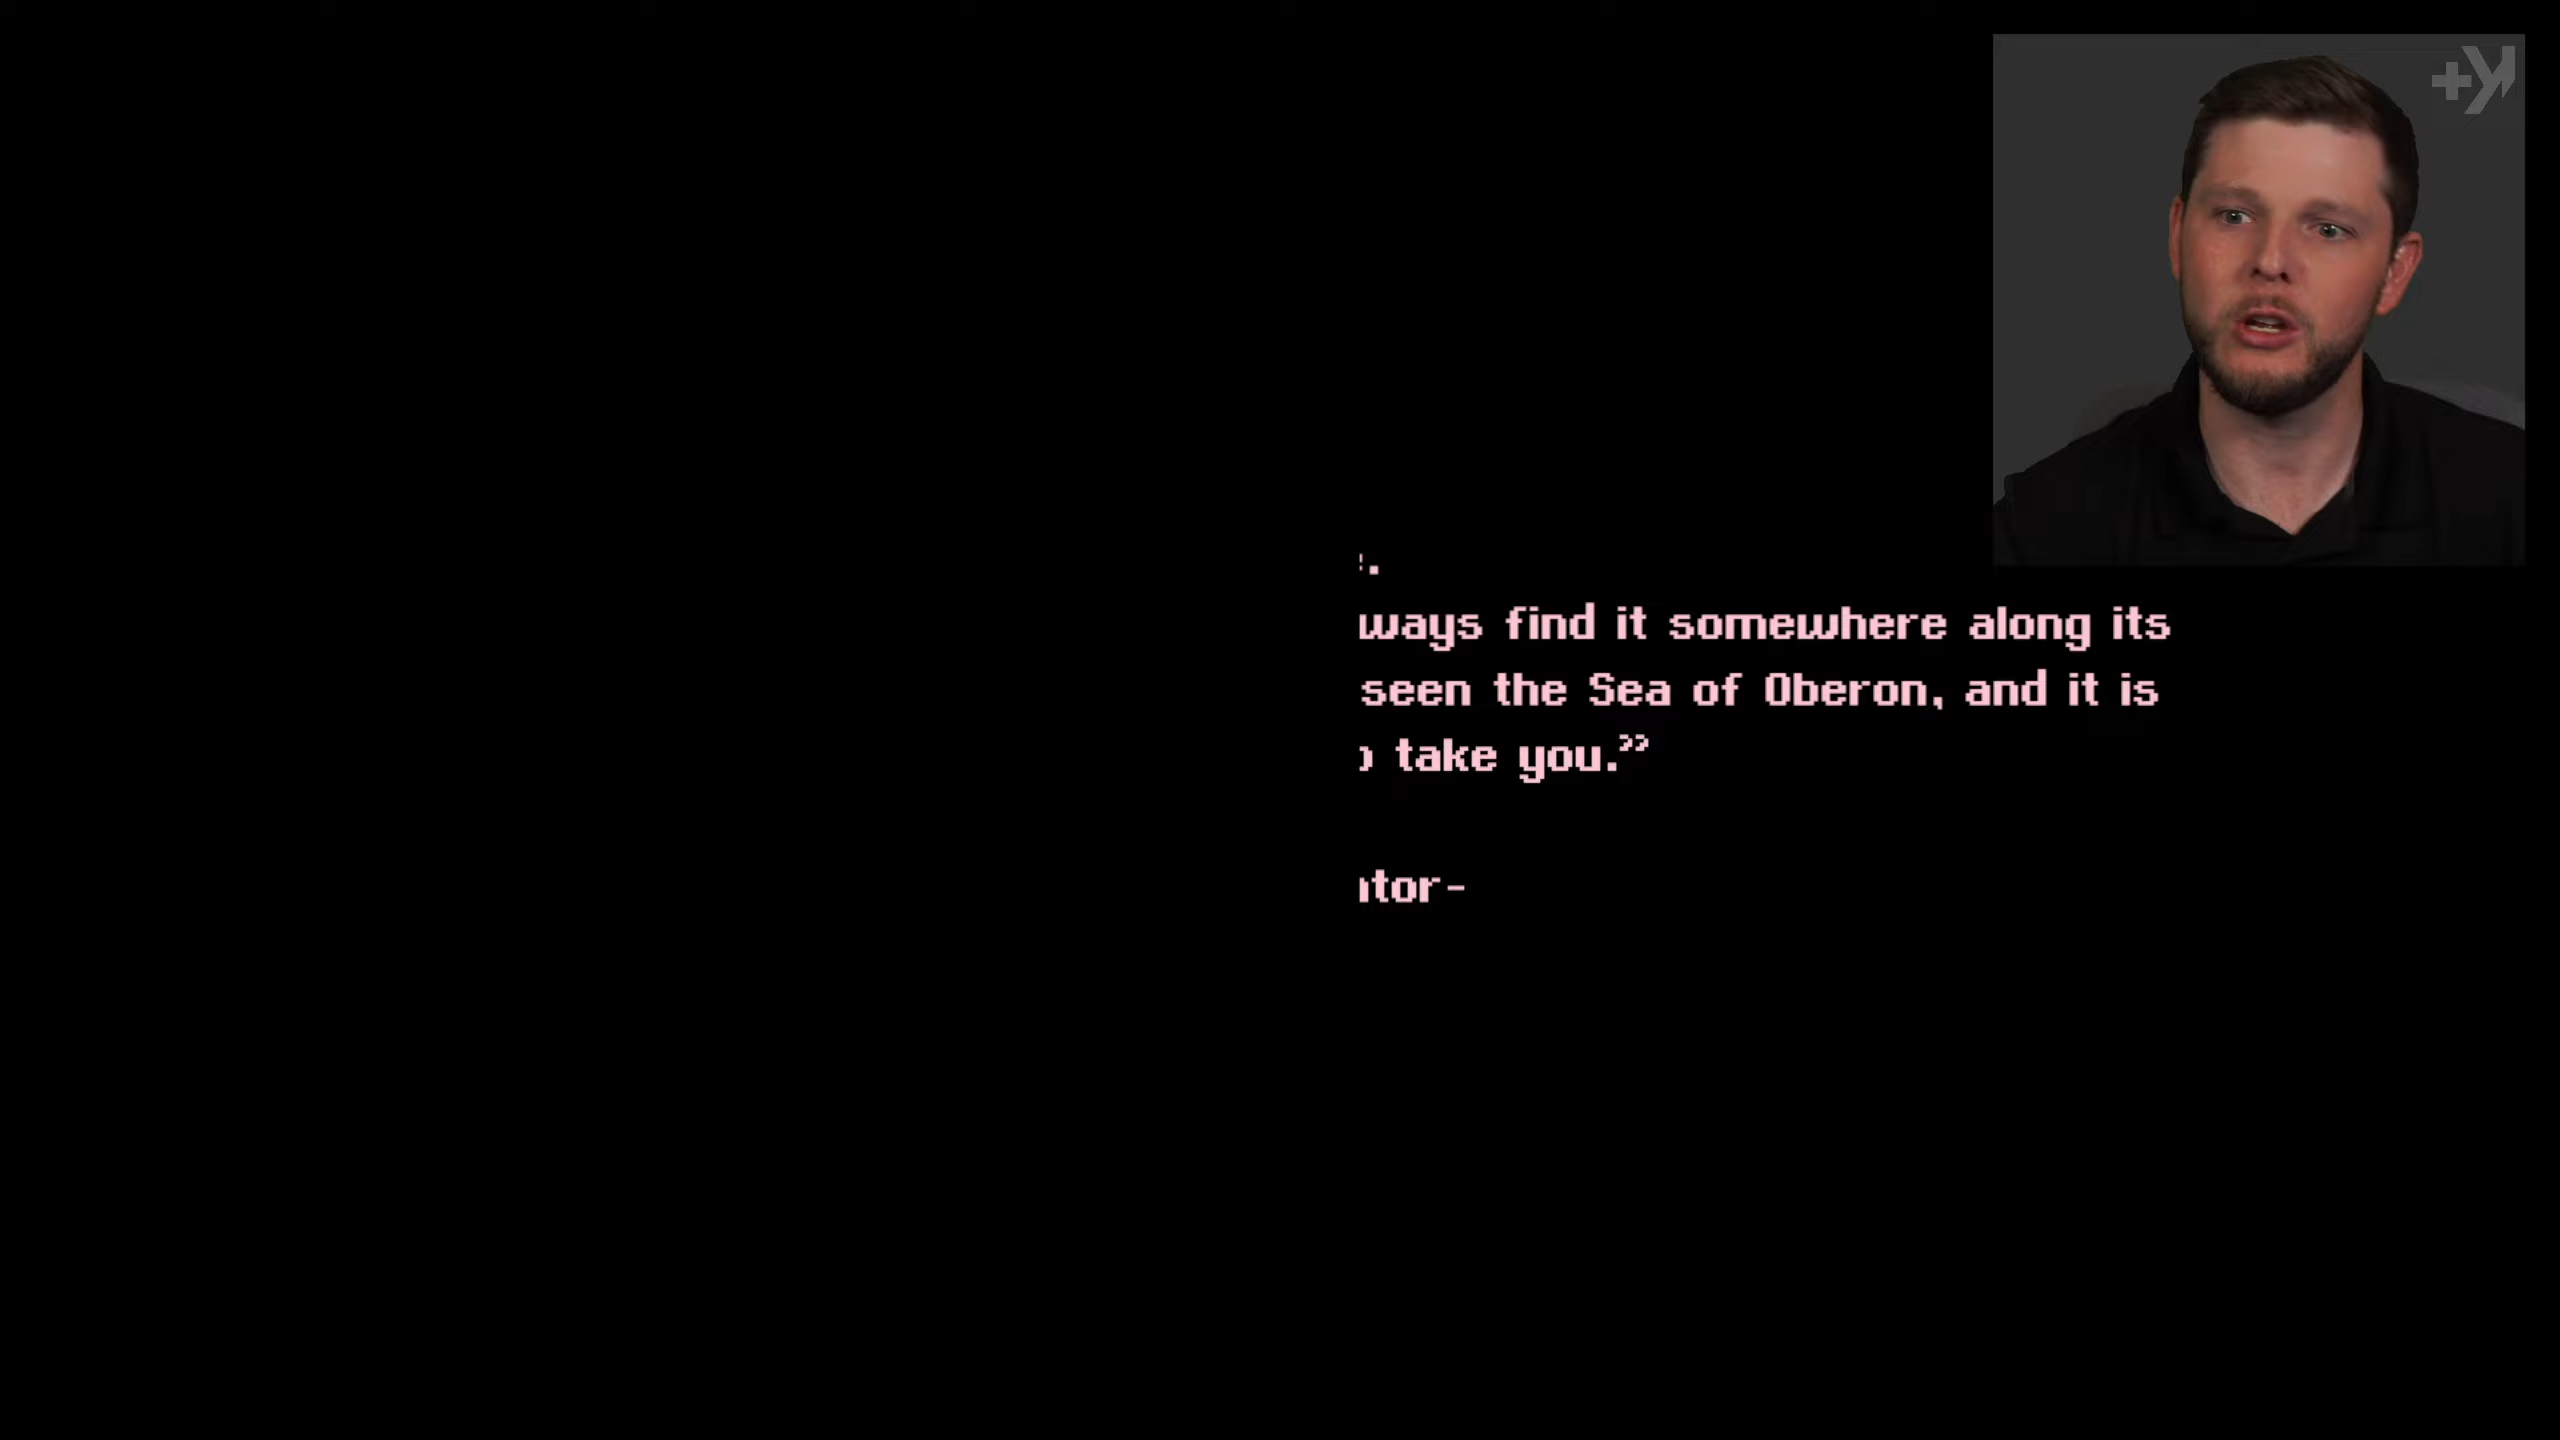 +y
.
ways find it somewhere along its
seen the Sea of Oberon, and it is
take you.”
tor-